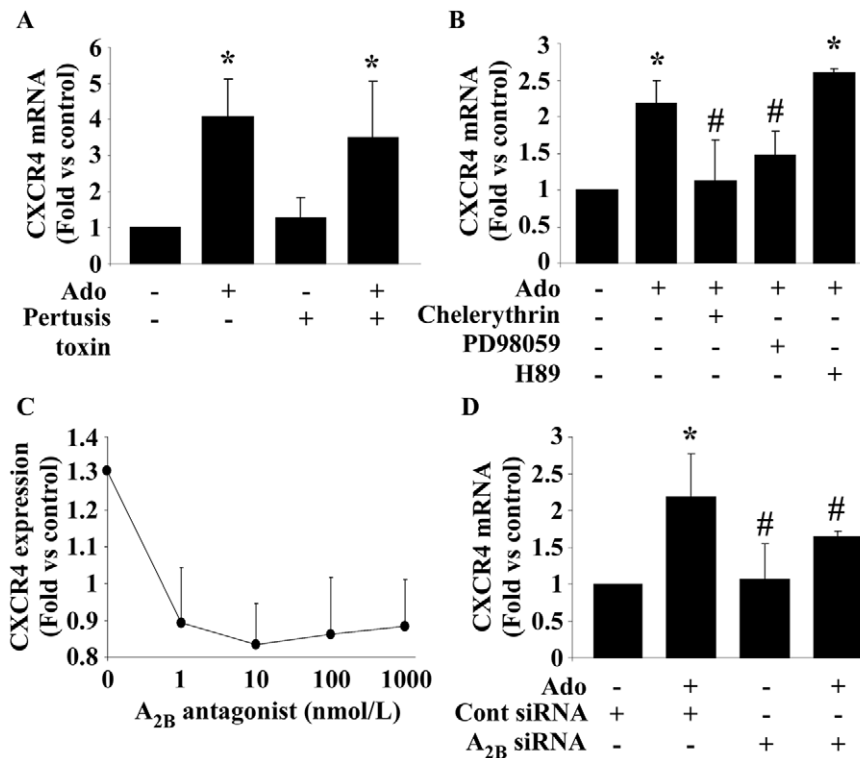 A
CXCR4 mRNA
(Fold vs control)
6
5
4
3
2
1
0
* *
Ado - + - +
Pertusis - - + +
toxin
B
CXCR4 mRNA
(Fold vs control)
3
2.5
2
1.5
1
0.5
0
* # # *
Ado - + + + +
Chelerythrin - - + - -
PD98059 - - - + -
H89 - - - - +
C
CXCR4 expression
(Fold vs control)
1.4
1.3
1.2
1.1
1
0.9
0.8
0 1 10 100 1000
A2B antagonist (nmol/L)
D
CXCR4 mRNA
(Fold vs control)
3
2.5
2
1.5
1
0.5
0
* # #
Ado - + - +
Cont siRNA + + - -
A2B siRNA - - + +